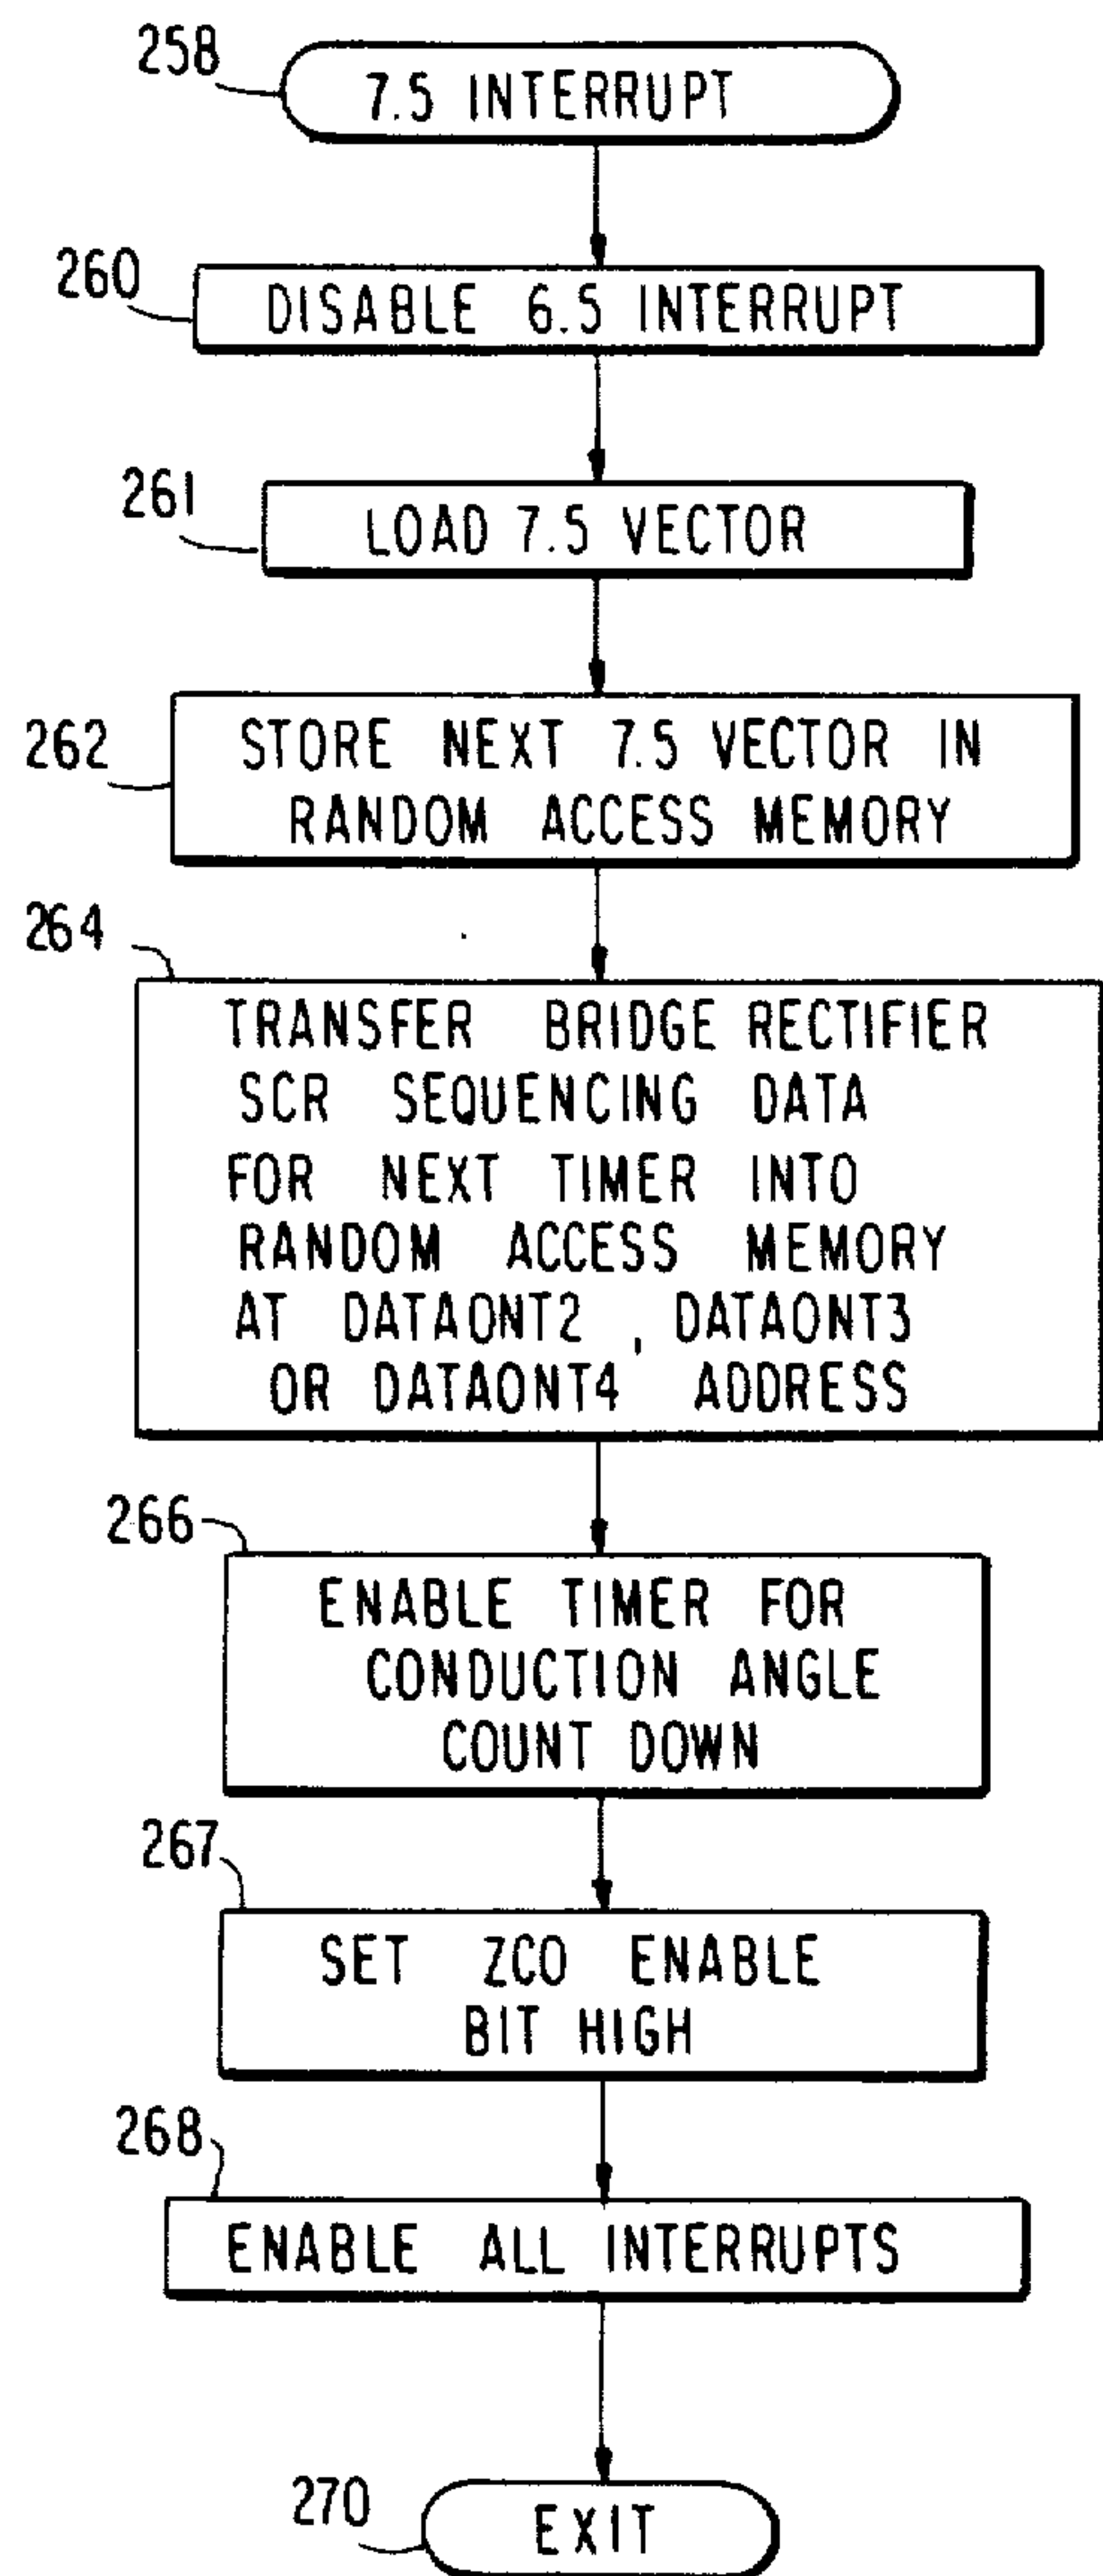 258
7.5 INTERRUPT
260
DISABLE 6.5 INTERRUPT
261
LOAD 7.5 VECTOR
262
STORE NEXT 7.5 VECTOR IN
RANDOM ACCESS MEMORY
264
TRANSFER BRIDGE RECTIFIER
SCR SEQUENCING DATA
FOR NEXT TIMER INTO
RANDOM ACCESS MEMORY
AT DATAONT2 , DATAONT3
OR DATAONT4 ADDRESS
266
ENABLE TIMER FOR
CONDUCTION ANGLE
COUNT DOWN
267
SET ZCO ENABLE
BIT HIGH
268
ENABLE ALL INTERRUPTS
270
EXIT